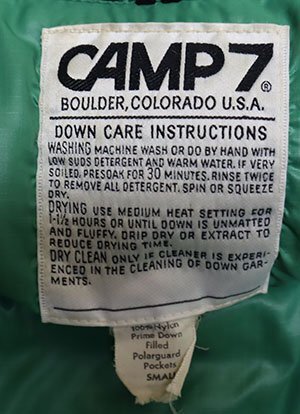 CAMP 7®
BOULDER, COLORADO U.S.A.
DOWN CARE INSTRUCTIONS
WASHING MACHINE WASH OR DO BY HAND WITH
LOW SUDS DETERGENT AND WARM WATER. IF VERY
SOILED, PRESOAK FOR 30 MINUTES. RINSE TWICE
TO REMOVE ALL DETERGENT. SPIN OR SQUEEZE
DRY.
DRYING USE MEDIUM HEAT SETTING FOR
1-1½ HOURS OR UNTIL DOWN IS UNMATTED
AND FLUFFY. DRIP DRY OR EXTRACT TO
REDUCE DRYING TIME.
DRY CLEAN ONLY IF CLEANER IS EXPERI-
ENCED IN THE CLEANING OF DOWN GAR-
MENTS.
100% Nylon
Prime Down
Filled
Polarguard
Pockets
SMALL